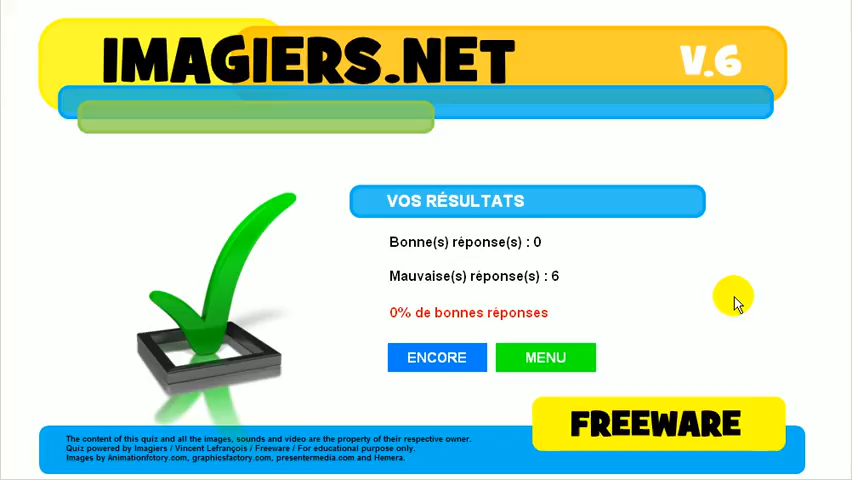 IMAGIERS.NET
V.6
VOS RÉSULTATS
Bonne(s) réponse(s) : 0
Mauvaise(s) réponse(s) : 6
0% de bonnes réponses
ENCORE
MENU
FREEWARE
The content of this quiz and all the images, sounds and video are the property of their respective owner.
Quiz powered by Imagiers / Vincent Lefrançois / Freeware / For educational purpose only.
Images by Animationfctory.com, graphicsfactory.com, presentermedia.com and Hemera.